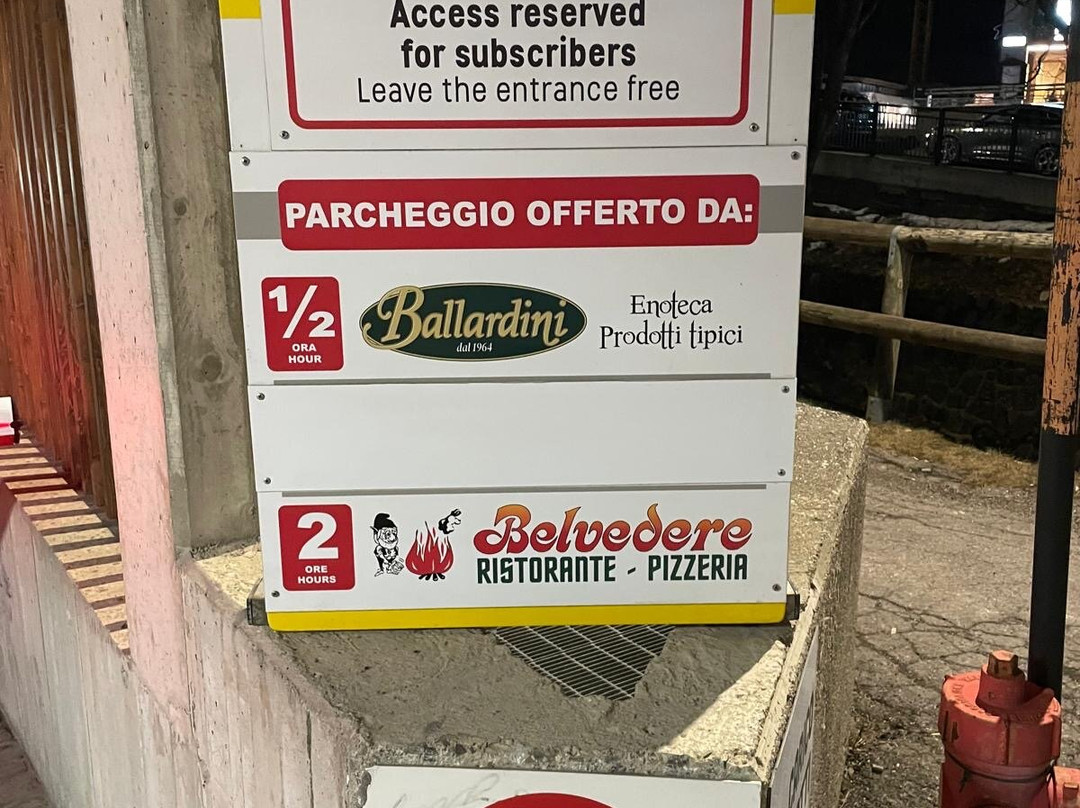 Access reserved
for subscribers
Leave the entrance free
PARCHEGGIO OFFERTO DA:
1/2
ORA
HOUR
Ballardini
dal 1964
Enoteca
Prodotti tipici
2
ORE
HOURS
Belvedere
RISTORANTE - PIZZERIA